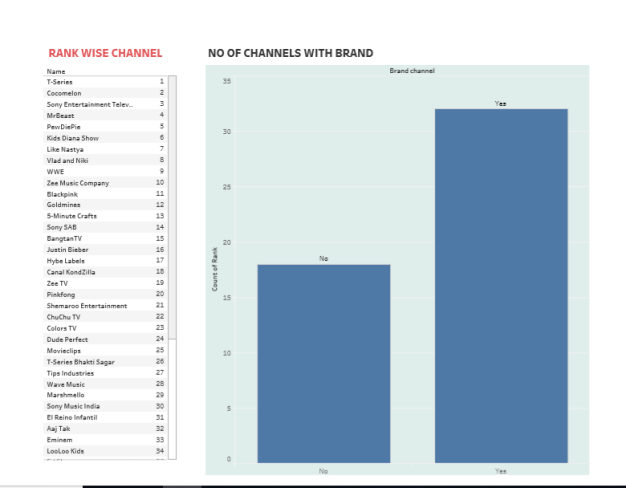 RANK WISE CHANNEL
Name
T-Series 1
Cocomelon 2
Sony Entertainment Telev.. 3
MrBeast 4
PewDiePie 5
Kids Diana Show 6
Like Nastya 7
Vlad and Niki 8
WWE 9
Zee Music Company 10
Blackpink 11
Goldmines 12
5-Minute Crafts 13
Sony SAB 14
BangtanTV 15
Justin Bieber 16
Hybe Labels 17
Canal KondZilla 18
Zee TV 19
Pinkfong 20
Shemaroo Entertainment 21
ChuChu TV 22
Colors TV 23
Dude Perfect 24
Movieclips 25
T-Series Bhakti Sagar 26
Tips Industries 27
Wave Music 28
Marshmello 29
Sony Music India 30
El Reino Infantil 31
Aaj Tak 32
Eminem 33
LooLoo Kids 34
NO OF CHANNELS WITH BRAND
Brand channel
35
30
25
20
15
10
5
0
Count of Rank
No
Yes
No
Yes